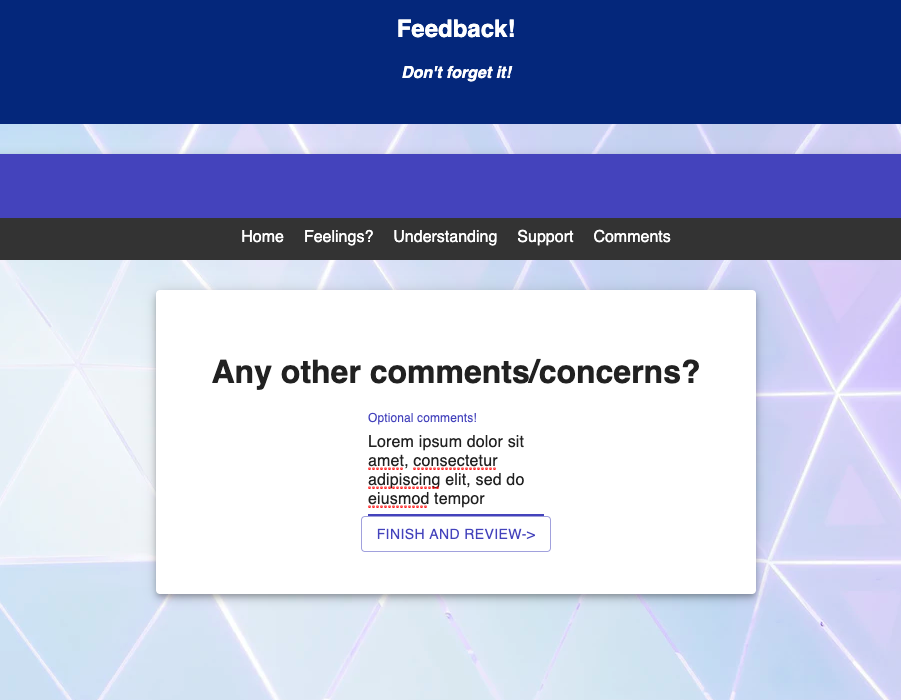 Feedback!
Don't forget it!
Home Feelings? Understanding Support Comments
Any other comments/concerns?
Optional comments!
Lorem ipsum dolor sit
amet, consectetur
adipiscing elit, sed do
eiusmod tempor
FINISH AND REVIEW->